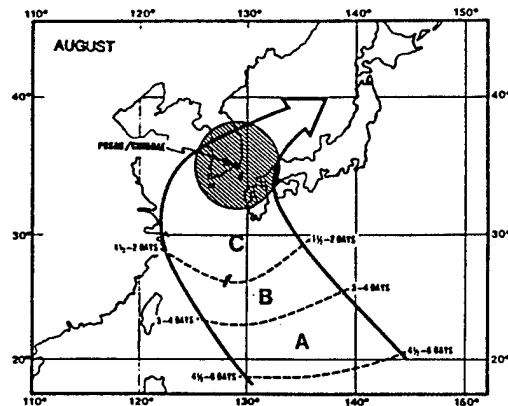 110° 120° 130° 140° 150°
AUGUST
40° 40°
PUSAN/CHINHAE
30° 30°
C
1½-2 DAYS 1½-2 DAYS
B
3-4 DAYS 3-4 DAYS
A
20° 20°
4½-6 DAYS 4½-6 DAYS
110° 120° 130° 140° 150°